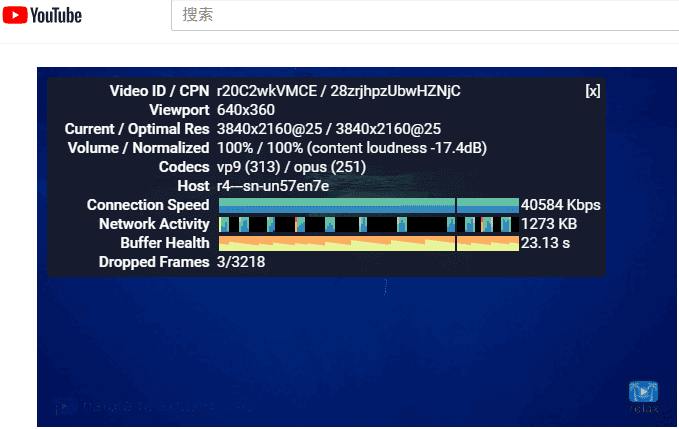 YouTube
搜索
Video ID / CPN r20C2wkVMCE / 28zrjhpzUbwHZNjC [x]
Viewport 640x360
Current / Optimal Res 3840x2160@25 / 3840x2160@25
Volume / Normalized 100% / 100% (content loudness -17.4dB)
Codecs vp9 (313) / opus (251)
Host r4---sn-un57en7e
Connection Speed 40584 Kbps
Network Activity 1273 KB
Buffer Health 23.13 s
Dropped Frames 3/3218
relax